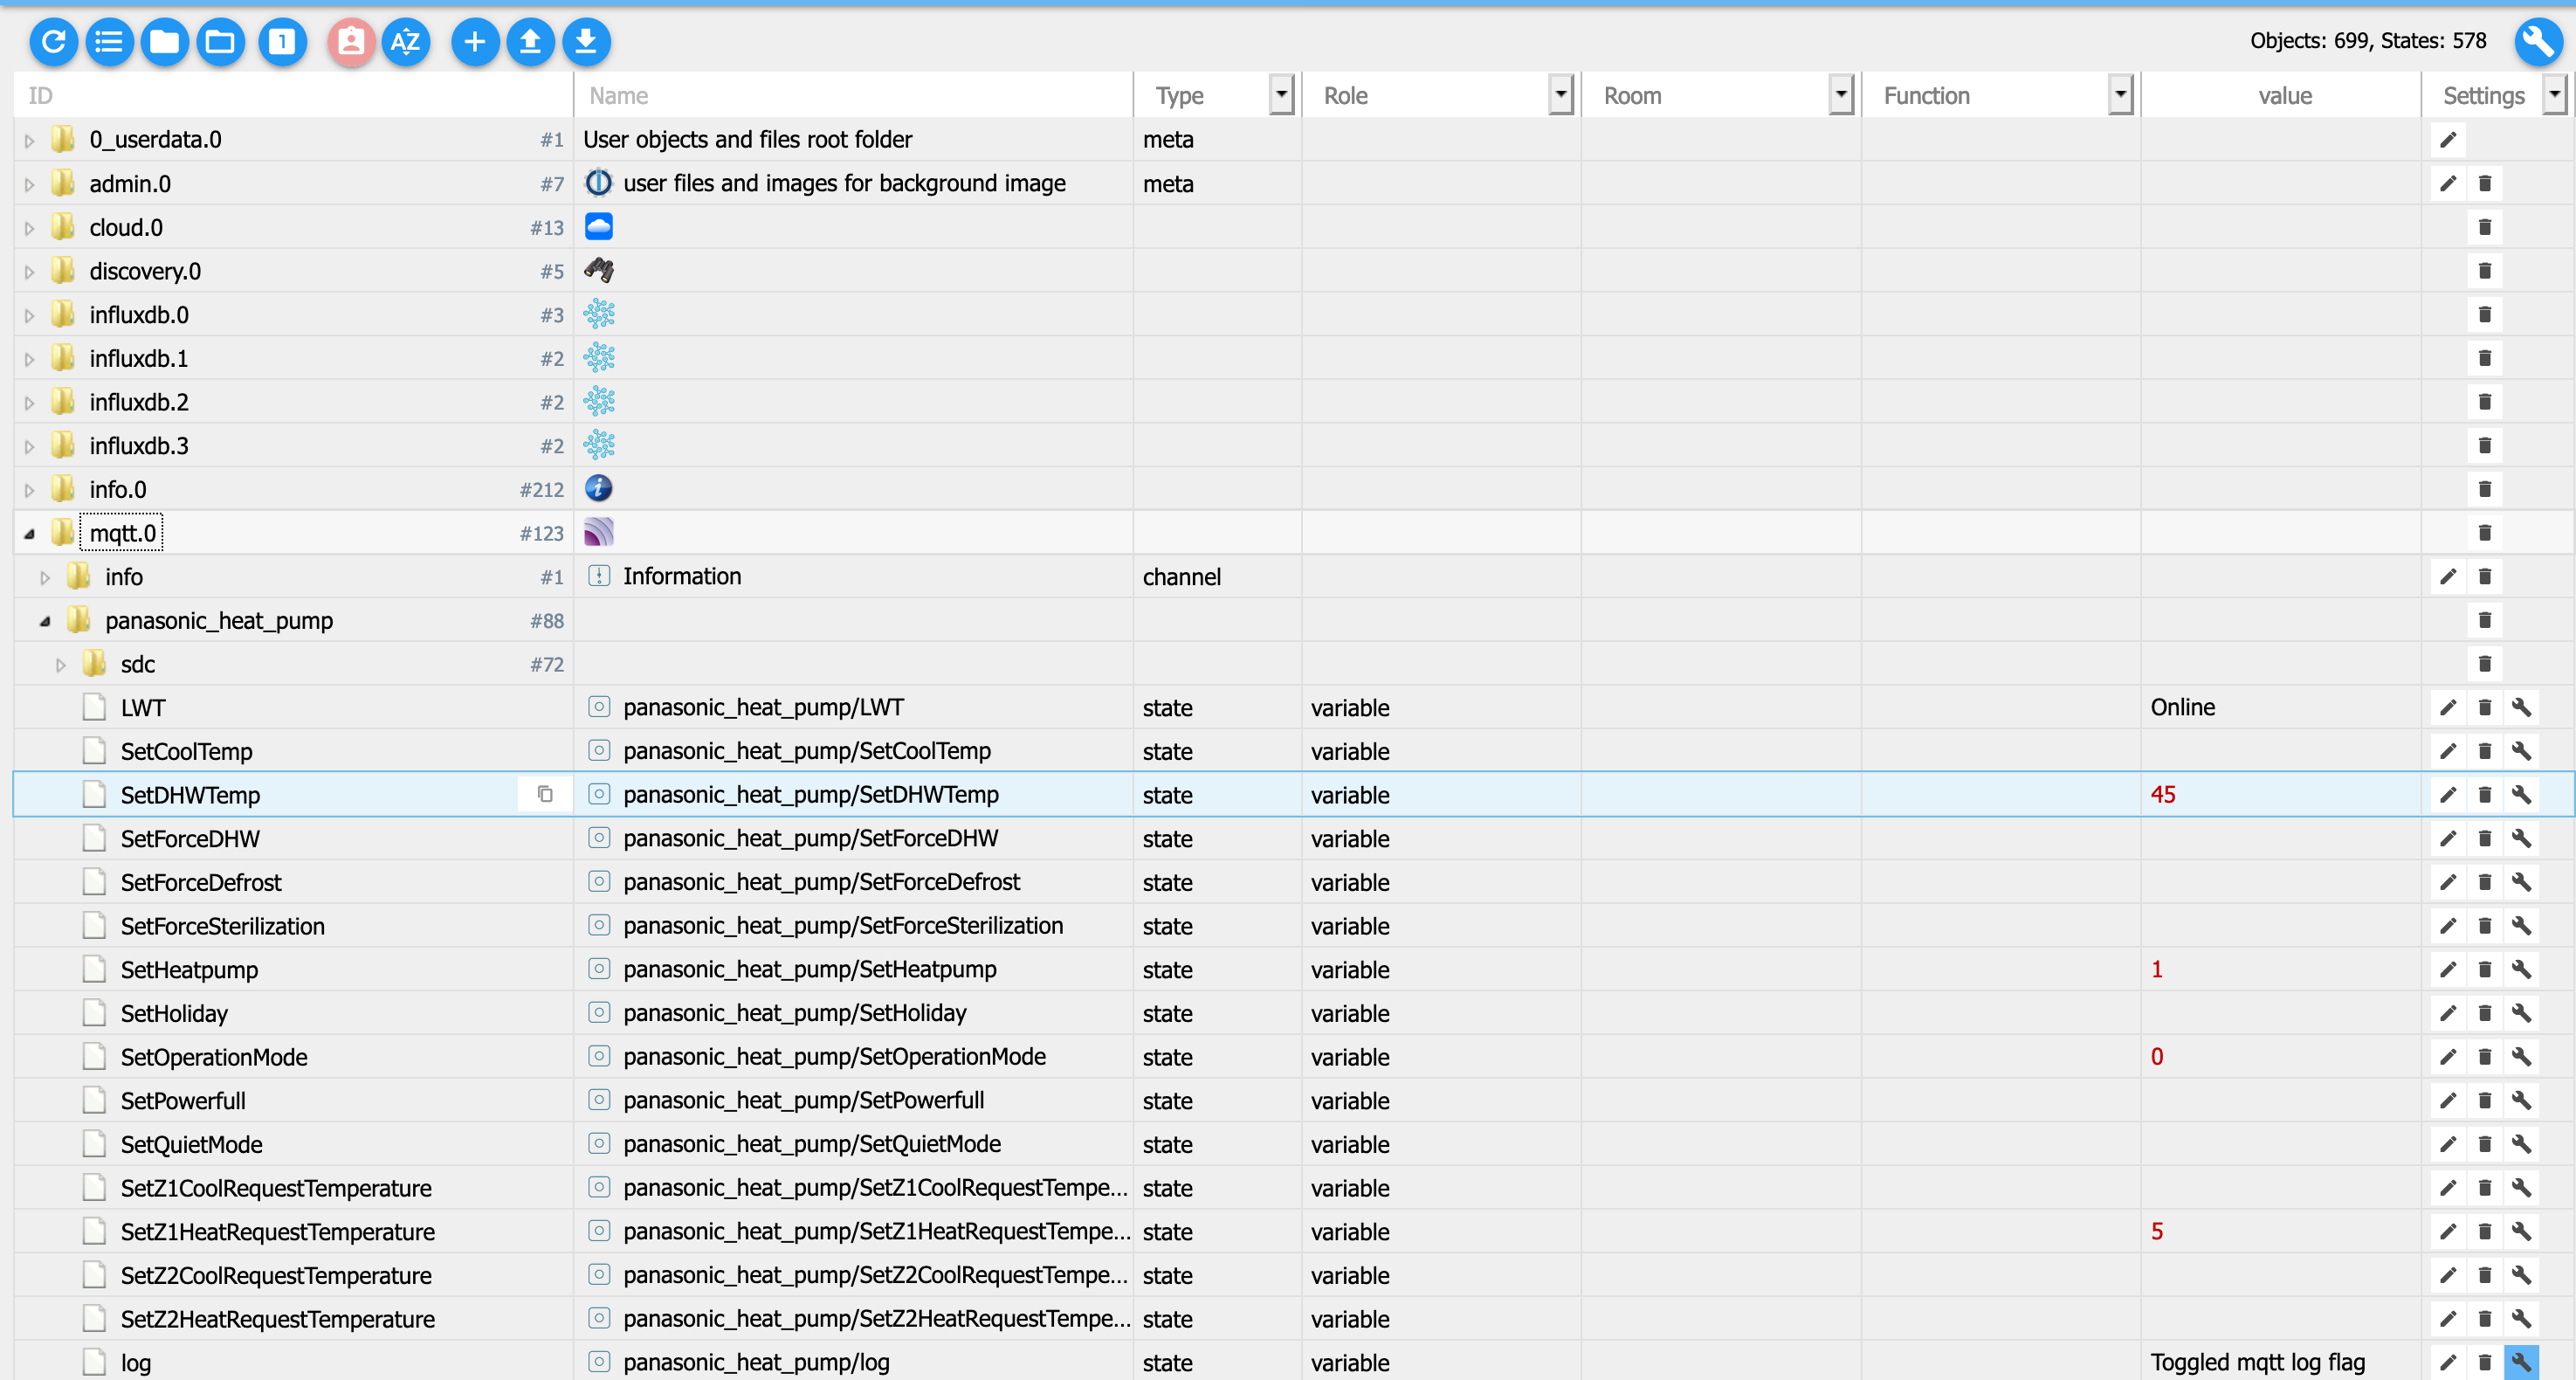 Objects: 699, States: 578
ID Name Type Role Room Function value Settings
0_userdata.0 #1 User objects and files root folder meta
admin.0 #7 user files and images for background image meta
cloud.0 #13
discovery.0 #5
influxdb.0 #3
influxdb.1 #2
influxdb.2 #2
influxdb.3 #2
info.0 #212
mqtt.0 #123
info #1 Information channel
panasonic_heat_pump #88
sdc #72
LWT panasonic_heat_pump/LWT state variable Online
SetCoolTemp panasonic_heat_pump/SetCoolTemp state variable
SetDHWTemp panasonic_heat_pump/SetDHWTemp state variable 45
SetForceDHW panasonic_heat_pump/SetForceDHW state variable
SetForceDefrost panasonic_heat_pump/SetForceDefrost state variable
SetForceSterilization panasonic_heat_pump/SetForceSterilization state variable
SetHeatpump panasonic_heat_pump/SetHeatpump state variable 1
SetHoliday panasonic_heat_pump/SetHoliday state variable
SetOperationMode panasonic_heat_pump/SetOperationMode state variable 0
SetPowerfull panasonic_heat_pump/SetPowerfull state variable
SetQuietMode panasonic_heat_pump/SetQuietMode state variable
SetZ1CoolRequestTemperature panasonic_heat_pump/SetZ1CoolRequestTempe... state variable
SetZ1HeatRequestTemperature panasonic_heat_pump/SetZ1HeatRequestTempe... state variable 5
SetZ2CoolRequestTemperature panasonic_heat_pump/SetZ2CoolRequestTempe... state variable
SetZ2HeatRequestTemperature panasonic_heat_pump/SetZ2HeatRequestTempe... state variable
log panasonic_heat_pump/log state variable Toggled mqtt log flag